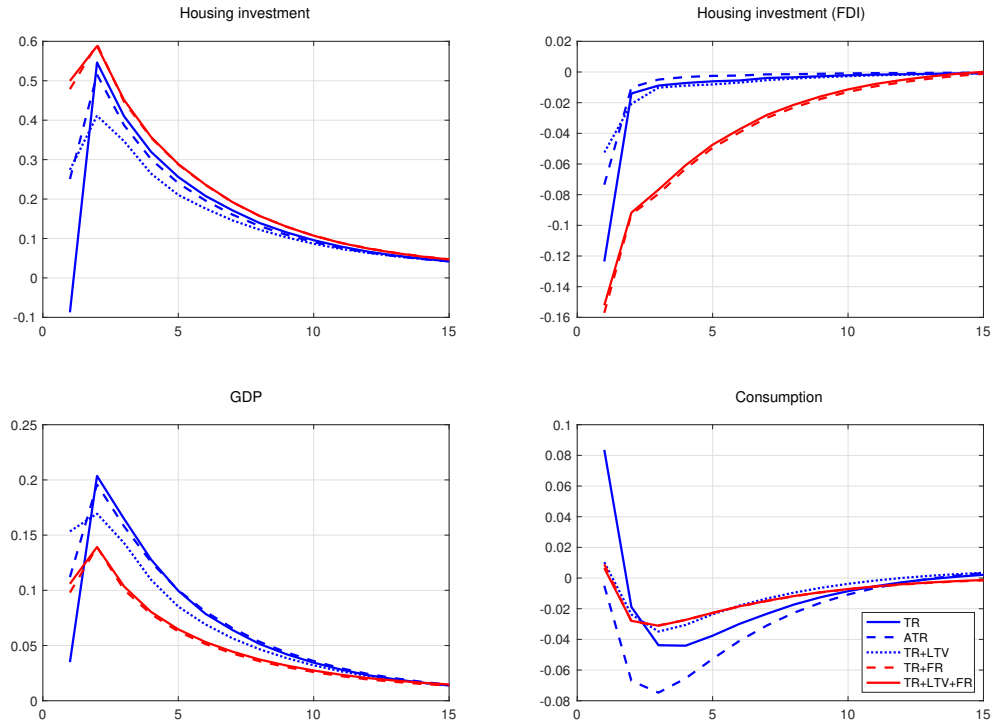 Housing investment
0.6
0.5
0.4
0.3
0.2
0.1
0
-0.1
0 5 10 15
Housing investment (FDI)
0.02
0
-0.02
-0.04
-0.06
-0.08
-0.1
-0.12
-0.14
-0.16
0 5 10 15
GDP
0.25
0.2
0.15
0.1
0.05
0
0 5 10 15
Consumption
0.1
0.08
0.06
0.04
0.02
0
-0.02
-0.04
-0.06
-0.08
0 5 10 15
TR
ATR
TR+LTV
TR+FR
TR+LTV+FR